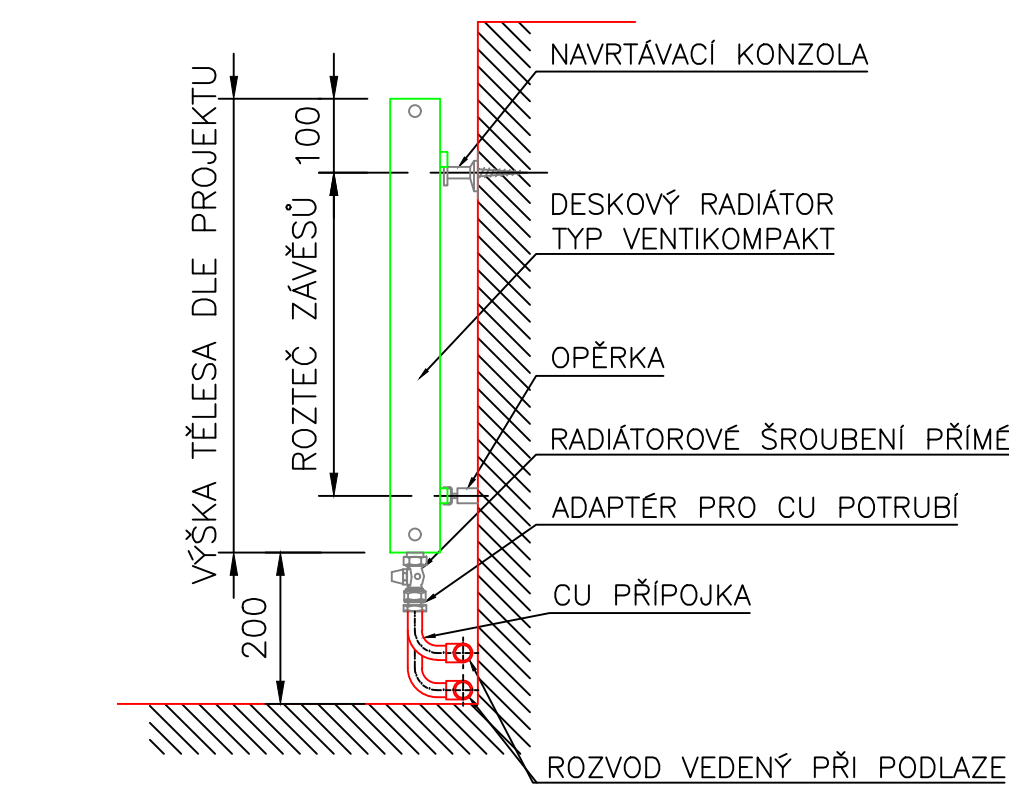 NAVRTÁVACÍ KONZOLA
VÝŠKA TĚLESA DLE PROJEKTU
100
ROZTEČ ZÁVĚSŮ
DESKOVÝ RADIÁTOR
TYP VENTIKOMPAKT
OPĚRKA
RADIÁTOROVÉ ŠROUBENÍ PŘÍMÉ
ADAPTÉR PRO CU POTRUBÍ
CU PŘÍPOJKA
200
ROZVOD VEDENÝ PŘI PODLAZE